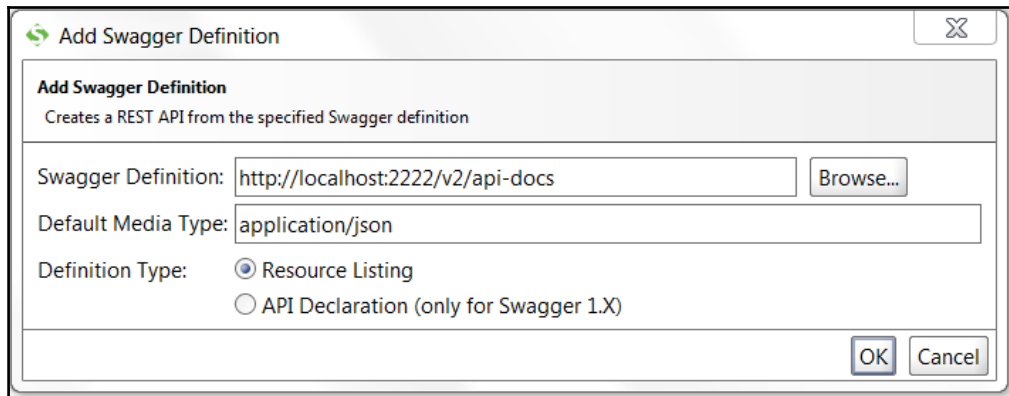 Add Swagger Definition
Add Swagger Definition
Creates a REST API from the specified Swagger definition
Swagger Definition: http://localhost:2222/v2/api-docs Browse...
Default Media Type: application/json
Definition Type: Resource Listing
API Declaration (only for Swagger 1.X)
OK Cancel